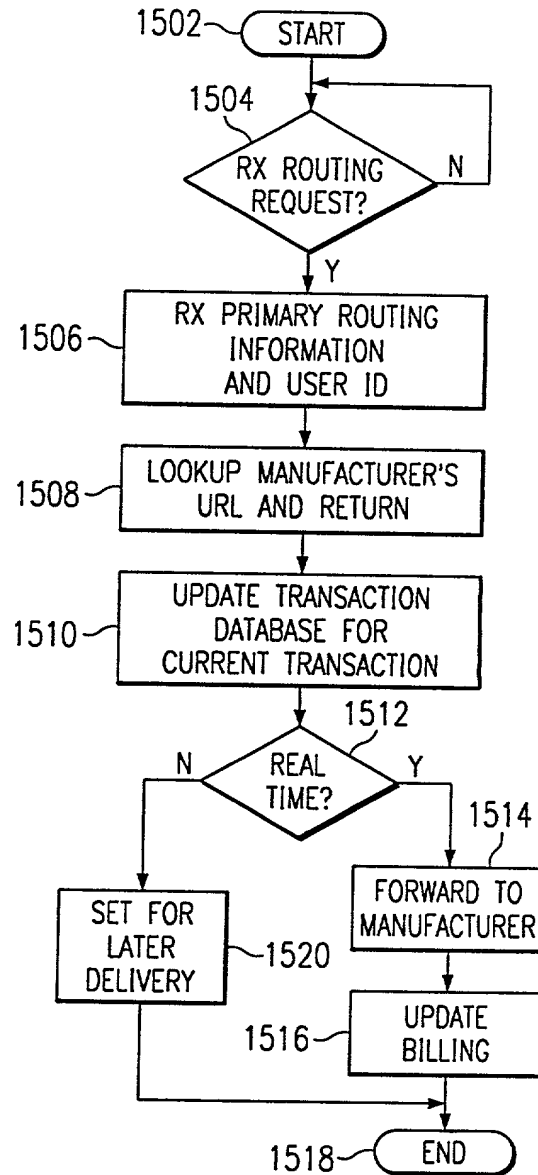 1502
START
1504
RX ROUTING
REQUEST?
N
Y
1506
RX PRIMARY ROUTING
INFORMATION
AND USER ID
1508
LOOKUP MANUFACTURER'S
URL AND RETURN
1510
UPDATE TRANSACTION
DATABASE FOR
CURRENT TRANSACTION
1512
N
REAL
TIME?
Y
1514
FORWARD TO
MANUFACTURER
SET FOR
LATER
DELIVERY
1520
1516
UPDATE
BILLING
1518
END